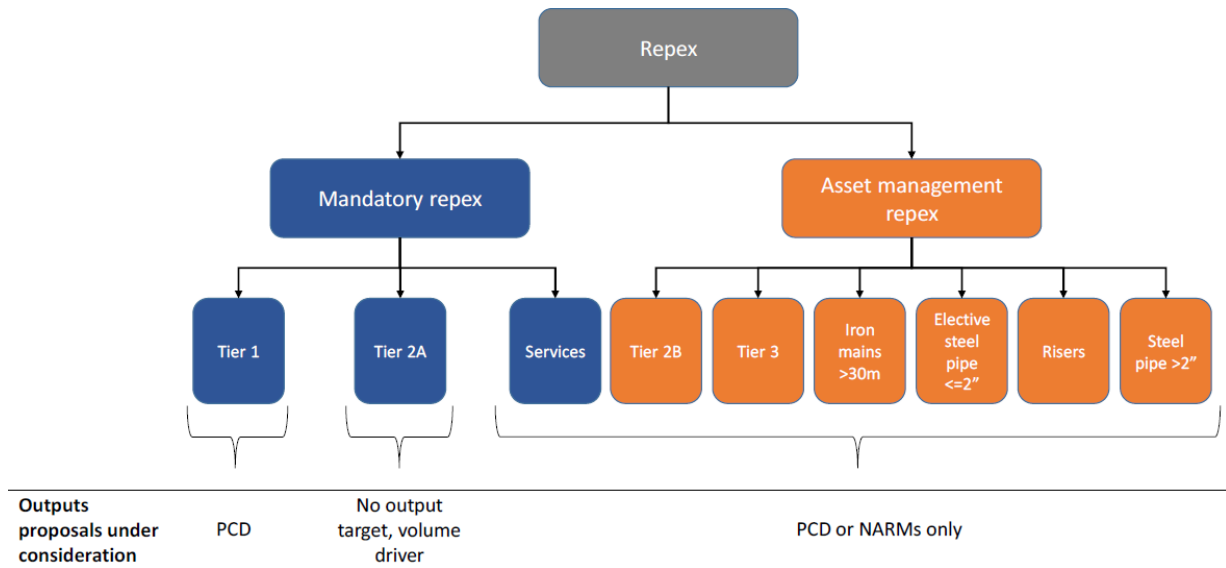 Repex
Mandatory repex
Asset management
repex
Tier 1
Tier 2A
Services
Tier 2B
Tier 3
Iron
mains
>30m
Elective
steel
pipe
<=2”
Risers
Steel
pipe >2”
Outputs
proposals under
consideration
PCD
No output
target, volume
driver
PCD or NARMs only